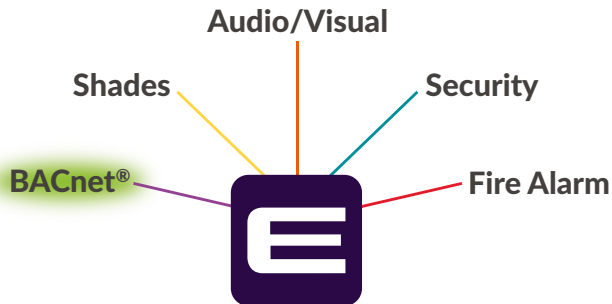 Audio/Visual
Shades
Security
BACnet®
Fire Alarm
E